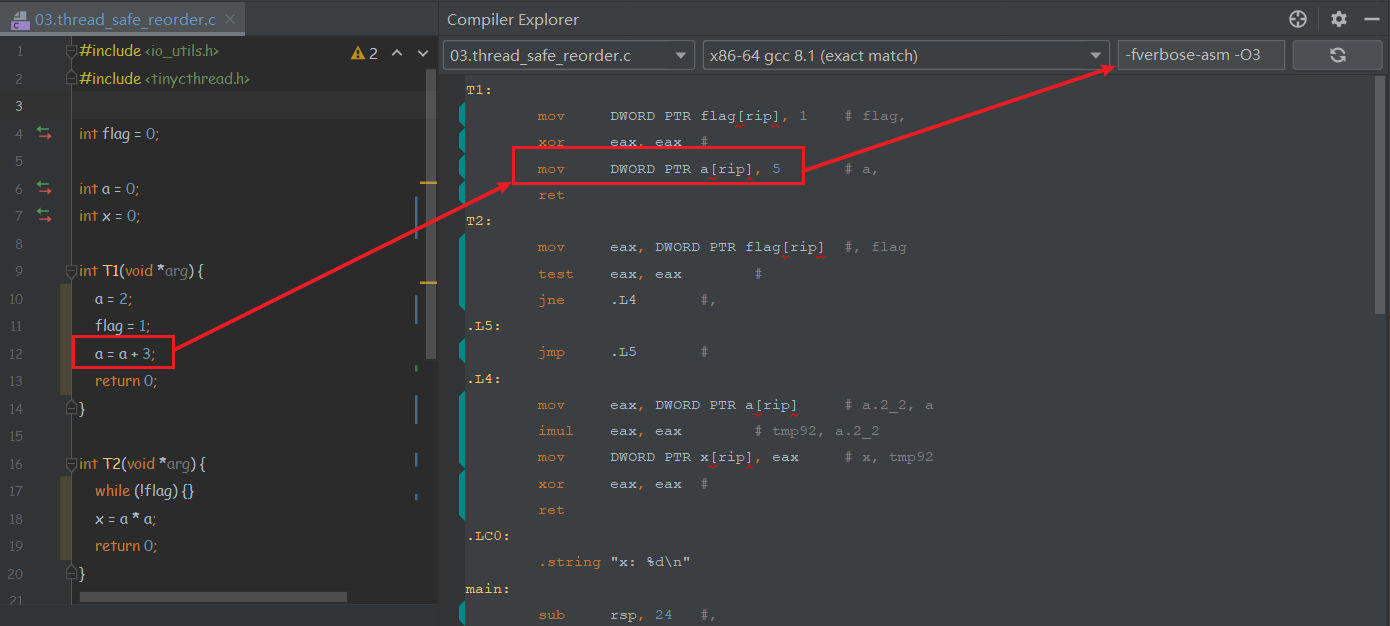 03.thread_safe_reorder.c
1 #include <io_utils.h>
2
2 #include <tinycthread.h>
3
4 int flag = 0;
5
6 int a = 0;
7 int x = 0;
8
9 int T1(void *arg) {
10 a = 2;
11 flag = 1;
12 a = a + 3;
13 return 0;
14 }
15
16 int T2(void *arg) {
17 while (!flag) {}
18 x = a * a;
19 return 0;
20 }
21
Compiler Explorer
03.thread_safe_reorder.c
x86-64 gcc 8.1 (exact match)
-fverbose-asm -O3
T1:
mov DWORD PTR flag[rip], 1 # flag,
xor eax, eax #
mov DWORD PTR a[rip], 5 # a,
ret
T2:
mov eax, DWORD PTR flag[rip] #, flag
test eax, eax #
jne .L4 #,
.L5:
jmp .L5 #
.L4:
mov eax, DWORD PTR a[rip] # a.2_2, a
imul eax, eax # tmp92, a.2_2
mov DWORD PTR x[rip], eax # x, tmp92
xor eax, eax #
ret
.LC0:
.string "x: %d\n"
main:
sub rsp, 24 #,